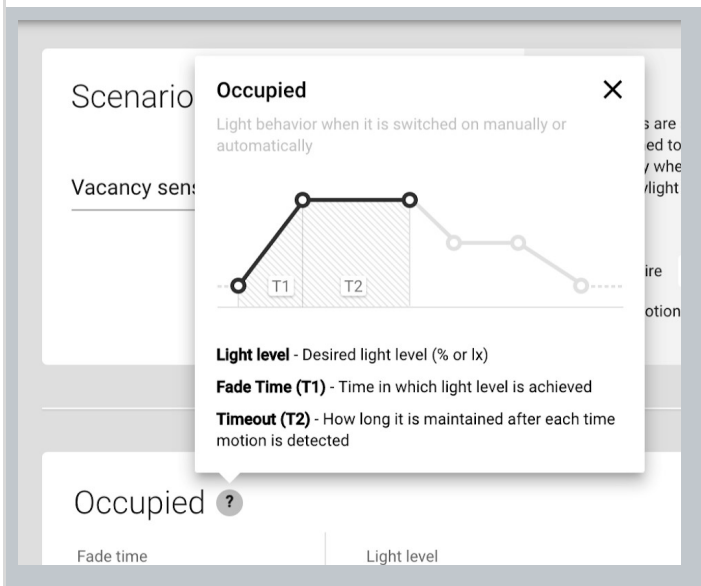 Scenario
Vacancy sen
Occupied
Light behavior when it is switched on manually or
automatically
T1
T2
Light level - Desired light level (% or lx)
Fade Time (T1) - Time in which light level is achieved
Timeout (T2) - How long it is maintained after each time
motion is detected
s are
ed to
whe
light
ire
otion
Occupied ?
Fade time
Light level